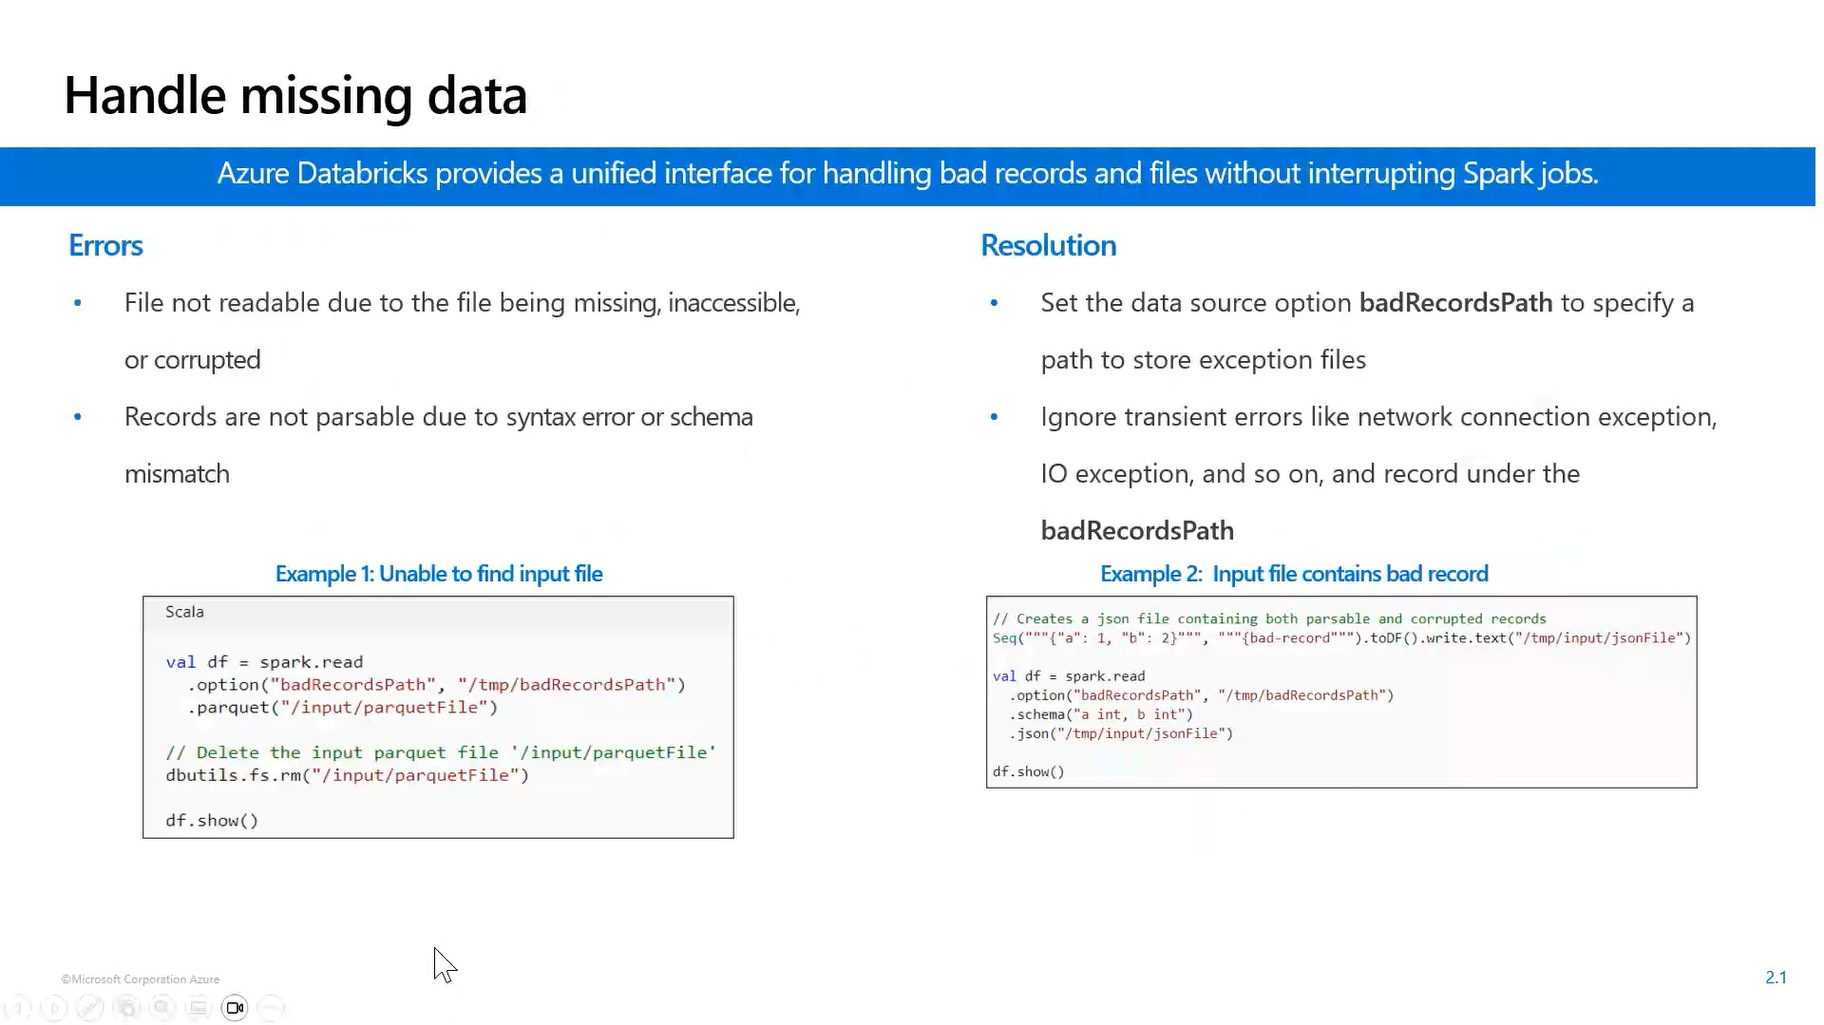 Handle missing data
Azure Databricks provides a unified interface for handling bad records and files without interrupting Spark jobs.
Errors
• File not readable due to the file being missing, inaccessible,
or corrupted
• Records are not parsable due to syntax error or schema
mismatch
Example 1: Unable to find input file
Scala
val df = spark.read
  .option("badRecordsPath", "/tmp/badRecordsPath")
  .parquet("/input/parquetFile")
// Delete the input parquet file '/input/parquetFile'
dbutils.fs.rm("/input/parquetFile")
df.show()
Resolution
• Set the data source option badRecordsPath to specify a
path to store exception files
• Ignore transient errors like network connection exception,
IO exception, and so on, and record under the
badRecordsPath
Example 2:  Input file contains bad record
// Creates a json file containing both parsable and corrupted records
Seq("""{"a": 1, "b": 2}""", """{bad-record""").toDF().write.text("/tmp/input/jsonFile")
val df = spark.read
  .option("badRecordsPath", "/tmp/badRecordsPath")
  .schema("a int, b int")
  .json("/tmp/input/jsonFile")
df.show()
©Microsoft Corporation Azure
2.1